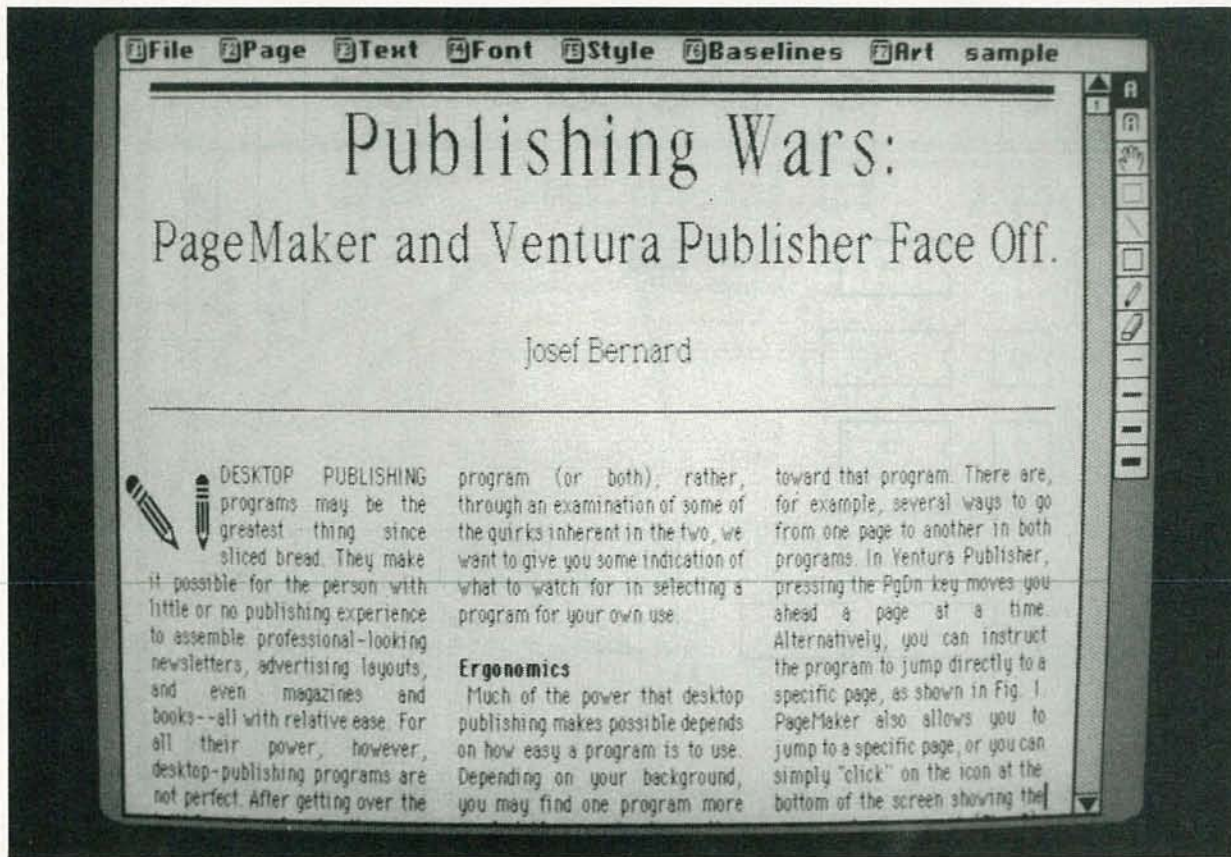 F1 File F2 Page F3 Text F4 Font F5 Style F6 Baselines F7 Art sample
Publishing Wars:
PageMaker and Ventura Publisher Face Off.
Josef Bernard
DESKTOP PUBLISHING
programs may be the
greatest thing since
sliced bread. They make
it possible for the person with
little or no publishing experience
to assemble professional-looking
newsletters, advertising layouts,
and even magazines and
books--all with relative ease. For
all their power, however,
desktop-publishing programs are
not perfect. After getting over the
program (or both); rather,
through an examination of some of
the quirks inherent in the two, we
want to give you some indication of
what to watch for in selecting a
program for your own use.
Ergonomics
Much of the power that desktop
publishing makes possible depends
on how easy a program is to use.
Depending on your background,
you may find one program more
toward that program. There are,
for example, several ways to go
from one page to another in both
programs. In Ventura Publisher,
pressing the PgDn key moves you
ahead a page at a time.
Alternatively, you can instruct
the program to jump directly to a
specific page, as shown in Fig. 1.
PageMaker also allows you to
jump to a specific page, or you can
simply "click" on the icon at the
bottom of the screen showing the
1
A